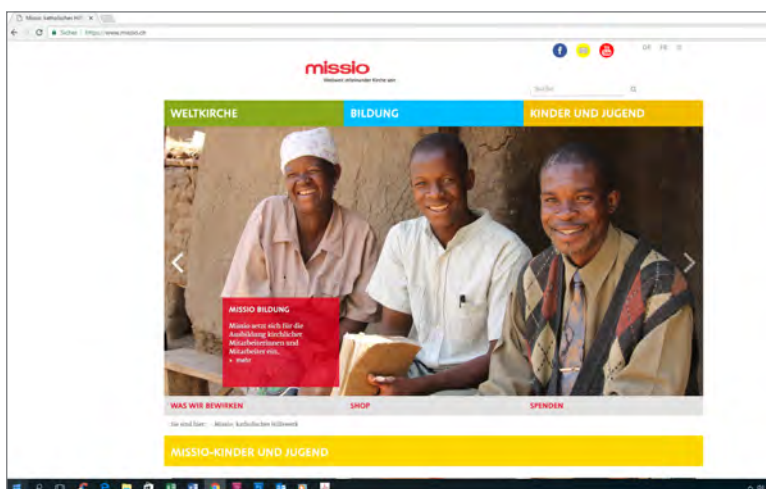 Missio: katholisches Hilf
Sicher | https://www.missio.ch
DE FR IT
missio
Weltweit miteinander Kirche sein
Suche
WELTKIRCHE
BILDUNG
KINDER UND JUGEND
MISSIO BILDUNG
Missio setzt sich für die
Ausbildung kirchlicher
Mitarbeiterinnen und
Mitarbeiter ein.
» mehr
WAS WIR BEWIRKEN
SHOP
SPENDEN
Sie sind hier: Missio: katholisches Hilfswerk
MISSIO-KINDER UND JUGEND